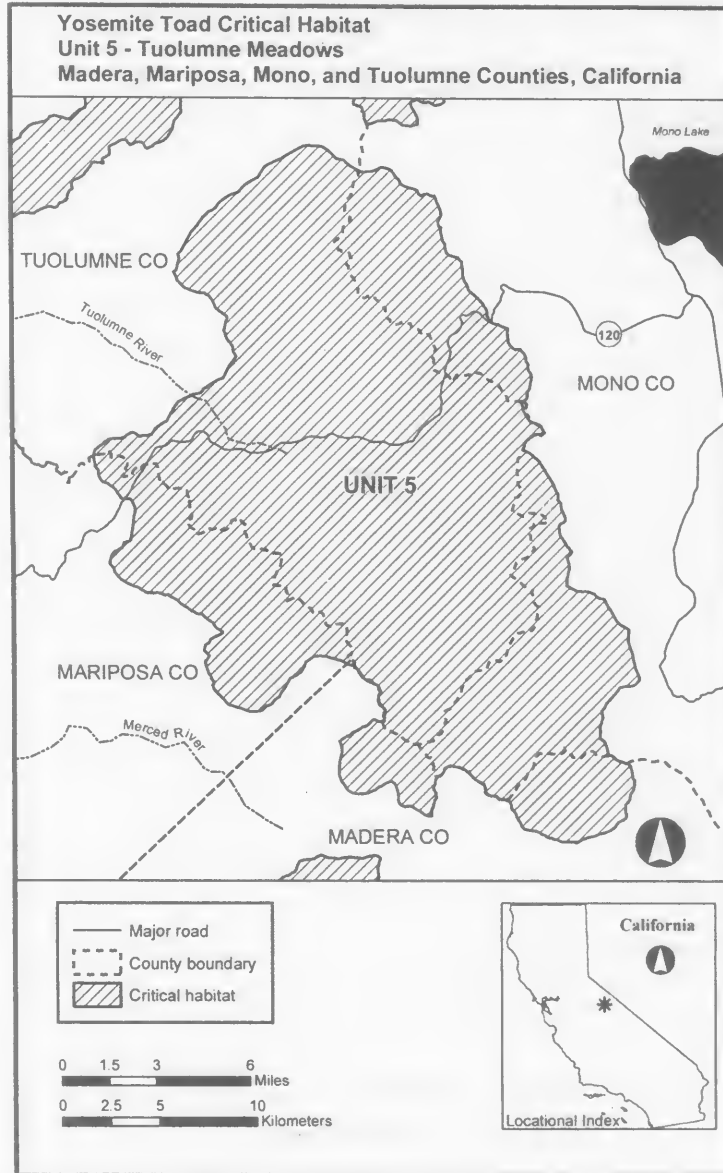 Yosemite Toad Critical Habitat
Unit 5 - Tuolumne Meadows
Madera, Mariposa, Mono, and Tuolumne Counties, California
Mono Lake
TUOLUMNE CO
Tuolumne River
120
MONO CO
UNIT 5
MARIPOSA CO
Merced River
MADERA CO
Major road
County boundary
Critical habitat
0 1.5 3 6
Miles
0 2.5 5 10
Kilometers
California
Locational Index